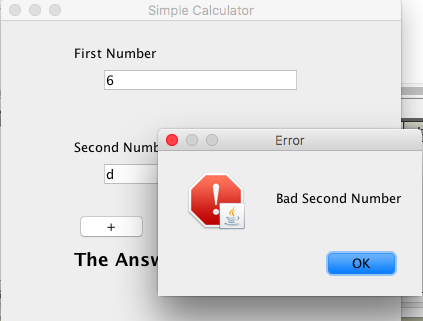 Simple Calculator
First Number
6
Second Numb
d
+
The Answ
Error
Bad Second Number
OK